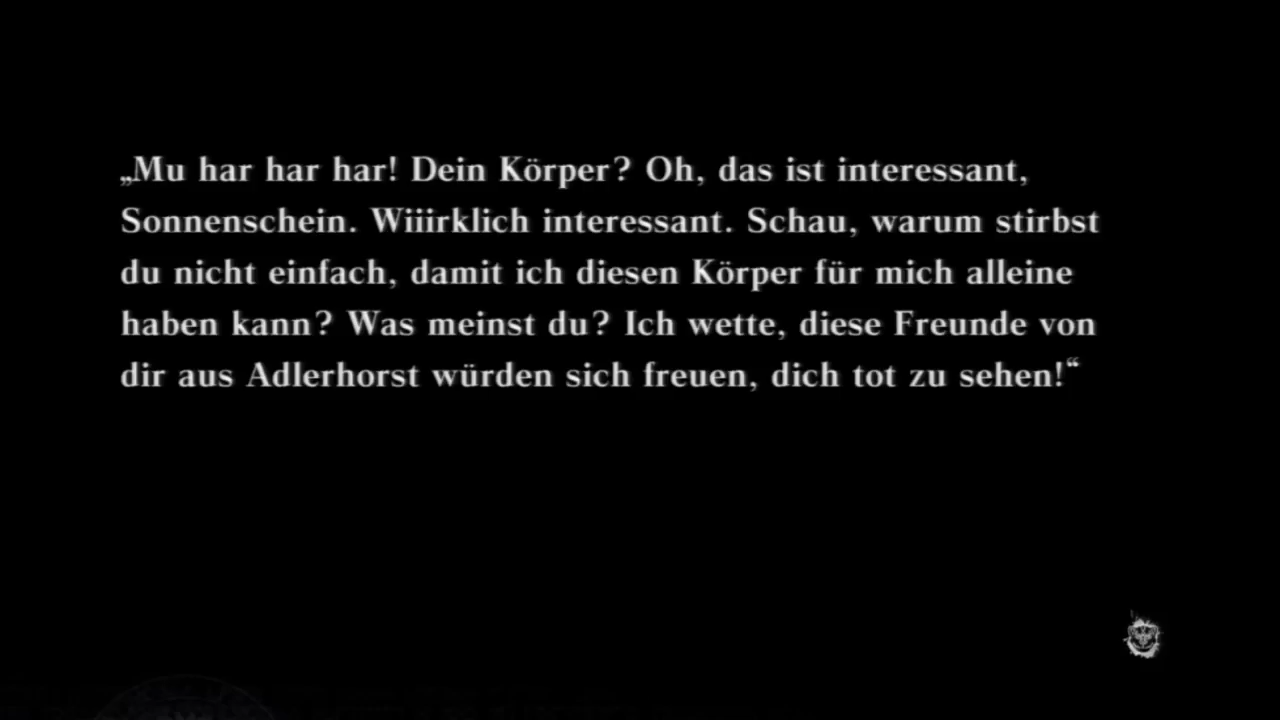 „Mu har har har! Dein Körper? Oh, das ist interessant,
Sonnenschein. Wiiirklich interessant. Schau, warum stirbst
du nicht einfach, damit ich diesen Körper für mich alleine
haben kann? Was meinst du? Ich wette, diese Freunde von
dir aus Adlerhorst würden sich freuen, dich tot zu sehen!“